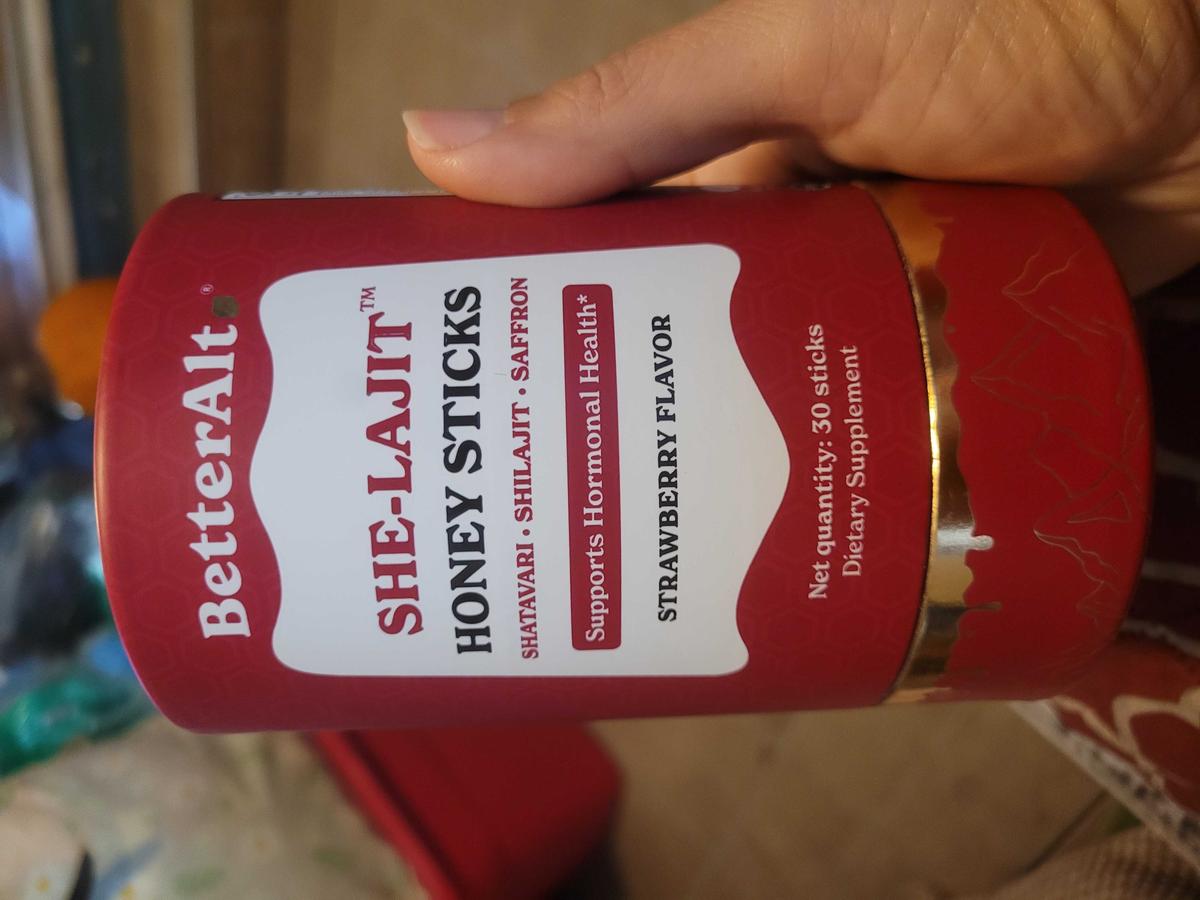 BetterAlt®
SHE-LAJIT™
HONEY STICKS
SHATAVARI • SHILAJIT • SAFFRON
Supports Hormonal Health*
STRAWBERRY FLAVOR
Net quantity: 30 sticks
Dietary Supplement